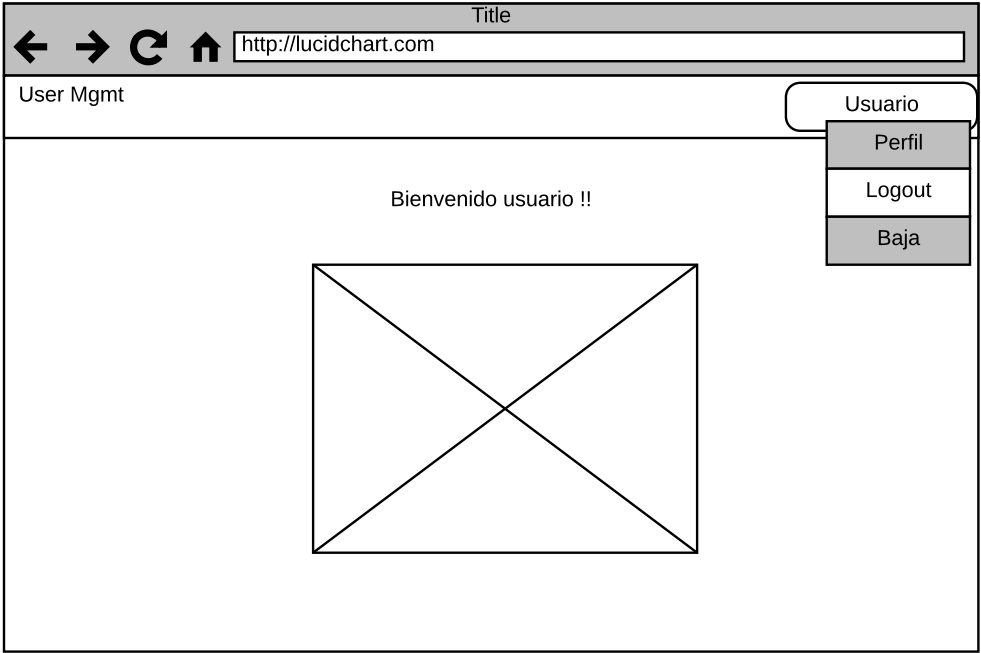 Title
http://lucidchart.com
User Mgmt
Usuario
Perfil
Logout
Baja
Bienvenido usuario !!